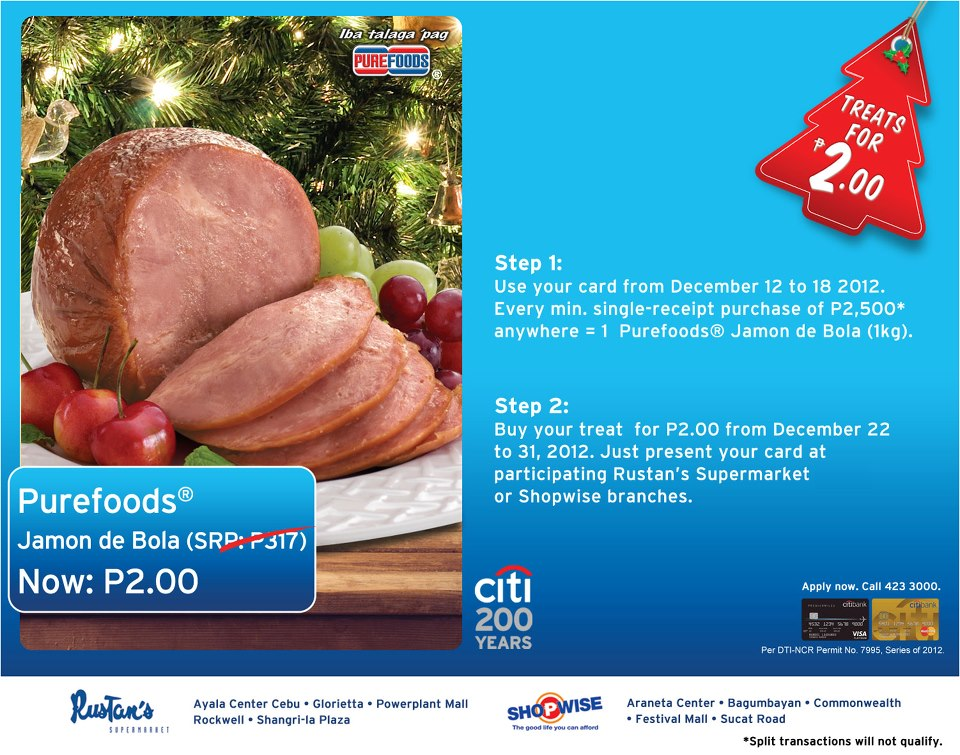 Iba talaga 'pag
PUREFOODS®
TREATS
FOR
₱2.00
Step 1:
Use your card from December 12 to 18 2012.
Every min. single-receipt purchase of P2,500*
anywhere = 1 Purefoods® Jamon de Bola (1kg).
Step 2:
Buy your treat for P2.00 from December 22
to 31, 2012. Just present your card at
participating Rustan's Supermarket
or Shopwise branches.
Purefoods®
Jamon de Bola (SRP: P317)
Now: P2.00
citi
200
YEARS
Apply now. Call 423 3000.
citibank
VISA
citibank
citi
Per DTI-NCR Permit No. 7995, Series of 2012.
RUSTAN'S
SUPERMARKET
Ayala Center Cebu • Glorietta • Powerplant Mall
Rockwell • Shangri-la Plaza
SHOPWISE
The good life you can afford
Araneta Center • Bagumbayan • Commonwealth
• Festival Mall • Sucat Road
*Split transactions will not qualify.